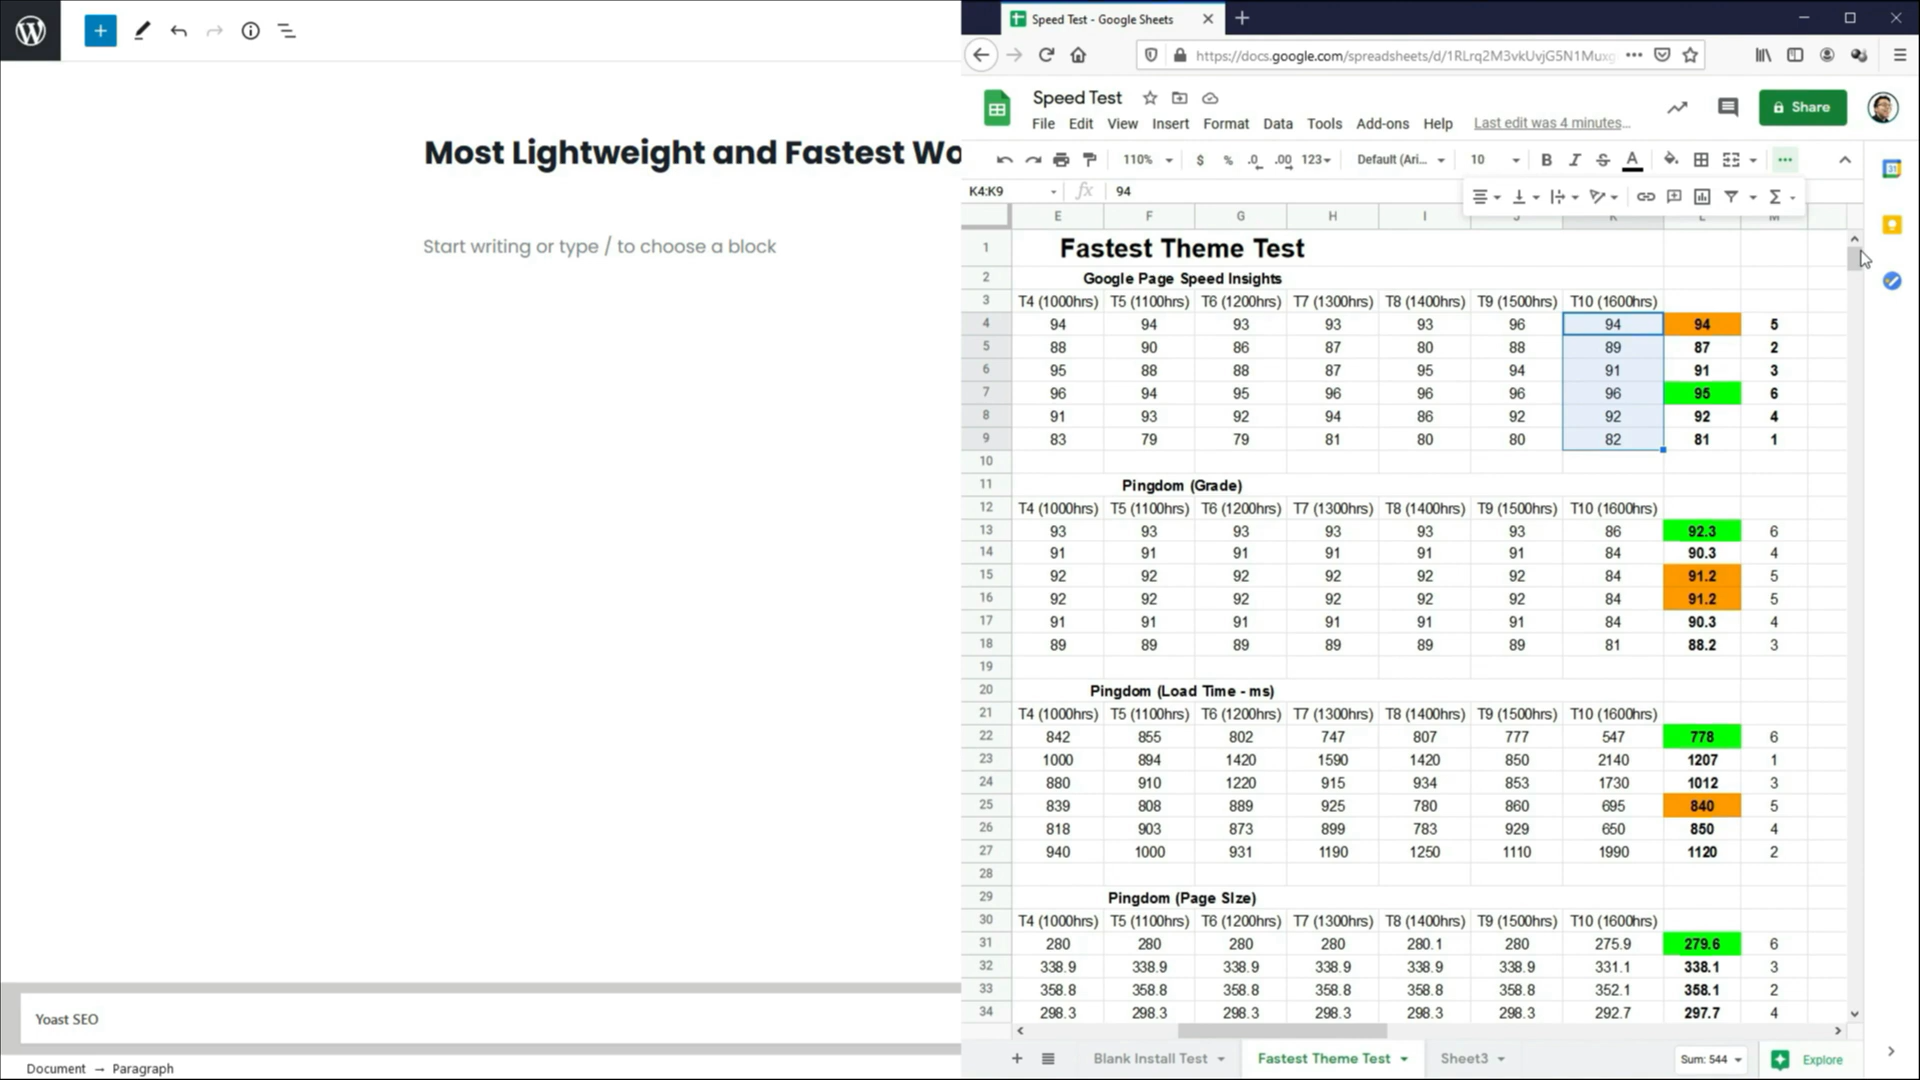 Most Lightweight and Fastest Wo
Start writing or type / to choose a block
Yoast SEO
Document → Paragraph
Speed Test - Google Sheets
https://docs.google.com/spreadsheets/d/1RLrq2M3vkUvjG5N1Muxg
Speed Test
Share
File Edit View Insert Format Data Tools Add-ons Help Last edit was 4 minutes...
110% $ % .0 .00 123 Default (Ari... 10 B I S A
K4:K9 fx 94
E F G H I J K L M
1 Fastest Theme Test
2 Google Page Speed Insights
3 T4 (1000hrs) T5 (1100hrs) T6 (1200hrs) T7 (1300hrs) T8 (1400hrs) T9 (1500hrs) T10 (1600hrs)
4 94 94 93 93 93 96 94 94 5
5 88 90 86 87 80 88 89 87 2
6 95 88 88 87 95 94 91 91 3
7 96 94 95 96 96 96 96 95 6
8 91 93 92 94 86 92 92 92 4
9 83 79 79 81 80 80 82 81 1
10
11 Pingdom (Grade)
12 T4 (1000hrs) T5 (1100hrs) T6 (1200hrs) T7 (1300hrs) T8 (1400hrs) T9 (1500hrs) T10 (1600hrs)
13 93 93 93 93 93 93 86 92.3 6
14 91 91 91 91 91 91 84 90.3 4
15 92 92 92 92 92 92 84 91.2 5
16 92 92 92 92 92 92 84 91.2 5
17 91 91 91 91 91 91 84 90.3 4
18 89 89 89 89 89 89 81 88.2 3
19
20 Pingdom (Load Time - ms)
21 T4 (1000hrs) T5 (1100hrs) T6 (1200hrs) T7 (1300hrs) T8 (1400hrs) T9 (1500hrs) T10 (1600hrs)
22 842 855 802 747 807 777 547 778 6
23 1000 894 1420 1590 1420 850 2140 1207 1
24 880 910 1220 915 934 853 1730 1012 3
25 839 808 889 925 780 860 695 840 5
26 818 903 873 899 783 929 650 850 4
27 940 1000 931 1190 1250 1110 1990 1120 2
28
29 Pingdom (Page SIze)
30 T4 (1000hrs) T5 (1100hrs) T6 (1200hrs) T7 (1300hrs) T8 (1400hrs) T9 (1500hrs) T10 (1600hrs)
31 280 280 280 280 280.1 280 275.9 279.6 6
32 338.9 338.9 338.9 338.9 338.9 338.9 331.1 338.1 3
33 358.8 358.8 358.8 358.8 358.8 358.8 352.1 358.1 2
34 298.3 298.3 298.3 298.3 298.3 298.3 292.7 297.7 4
Blank Install Test Fastest Theme Test Sheet3 Sum: 544 Explore